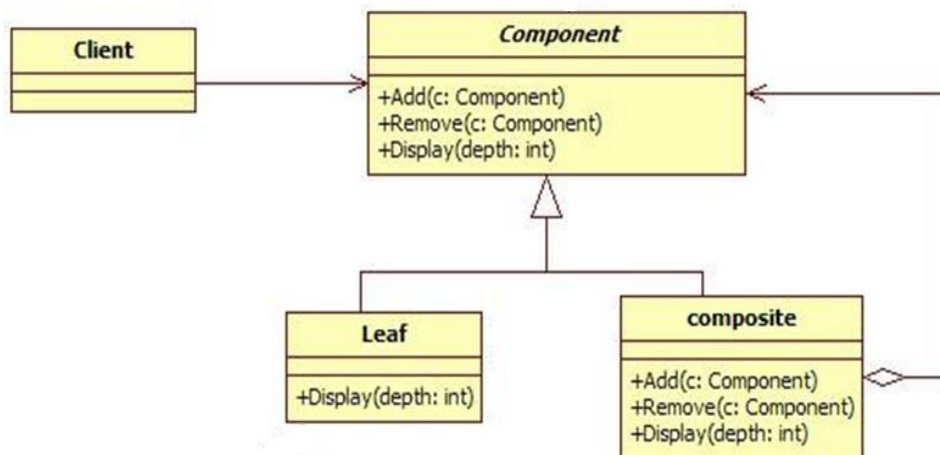 Client
Component
+Add(c: Component)
+Remove(c: Component)
+Display(depth: int)
Leaf
+Display(depth: int)
composite
+Add(c: Component)
+Remove(c: Component)
+Display(depth: int)